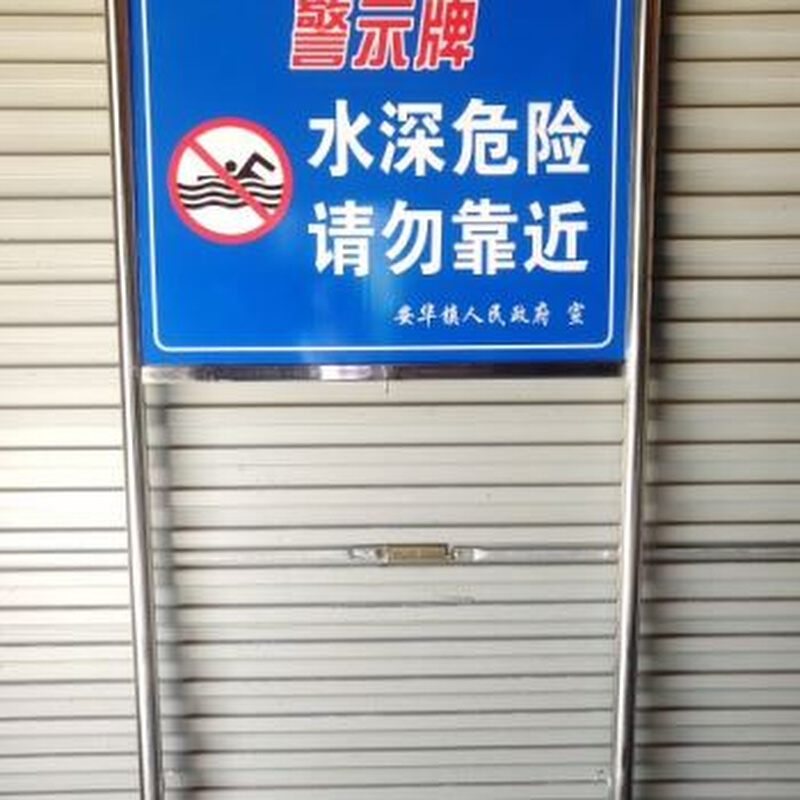 警示牌
水深危险
请勿靠近
安华镇人民政府 宣